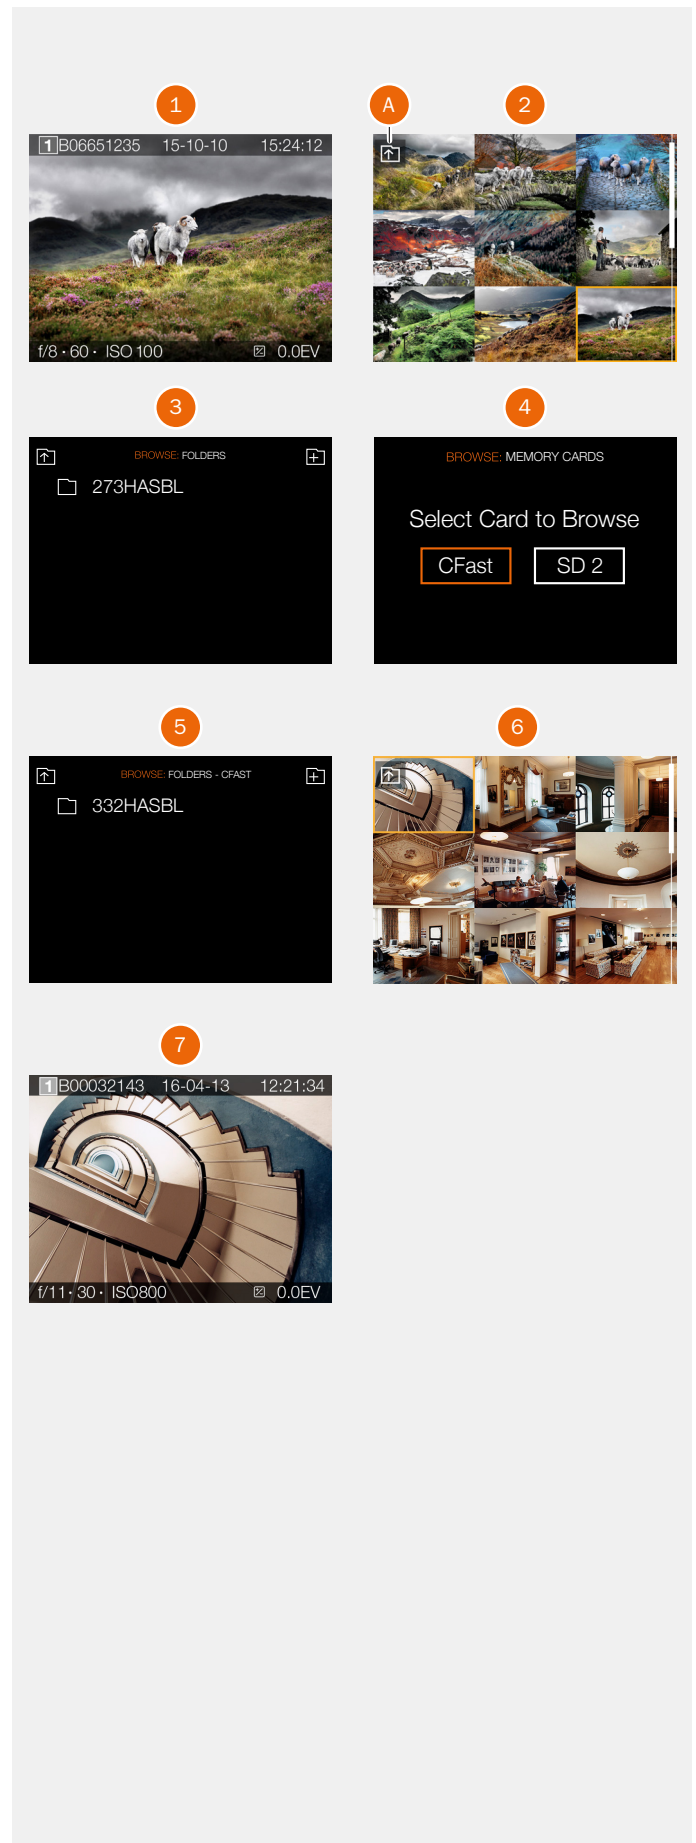 1
A
2
1 B06651235 15-10-10 15:24:12
f/8 · 60 · ISO 100 0.0EV
3
4
BROWSE: FOLDERS
273HASBL
BROWSE: MEMORY CARDS
Select Card to Browse
CFast SD 2
5
6
BROWSE: FOLDERS - CFAST
332HASBL
7
1 B00032143 16-04-13 12:21:34
f/11 · 30 · ISO800 0.0EV